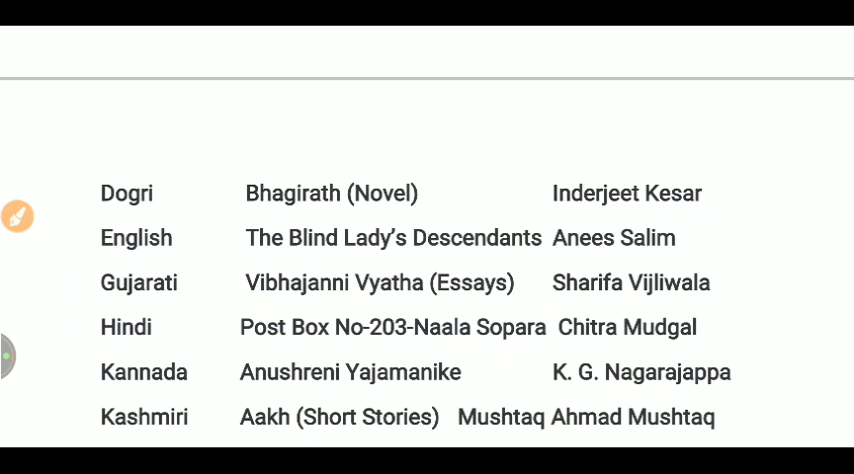 Dogri Bhagirath (Novel) Inderjeet Kesar
English The Blind Lady's Descendants Anees Salim
Gujarati Vibhajanni Vyatha (Essays) Sharifa Vijliwala
Hindi Post Box No-203-Naala Sopara Chitra Mudgal
Kannada Anushreni Yajamanike K. G. Nagarajappa
Kashmiri Aakh (Short Stories) Mushtaq Ahmad Mushtaq